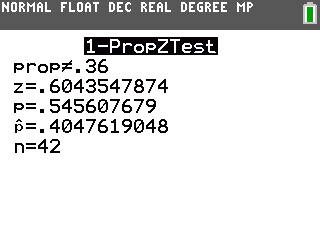 NORMAL FLOAT DEC REAL DEGREE MP
1-PropZTest
prop≠.36
z=.6043547874
p=.545607679
p̂=.4047619048
n=42